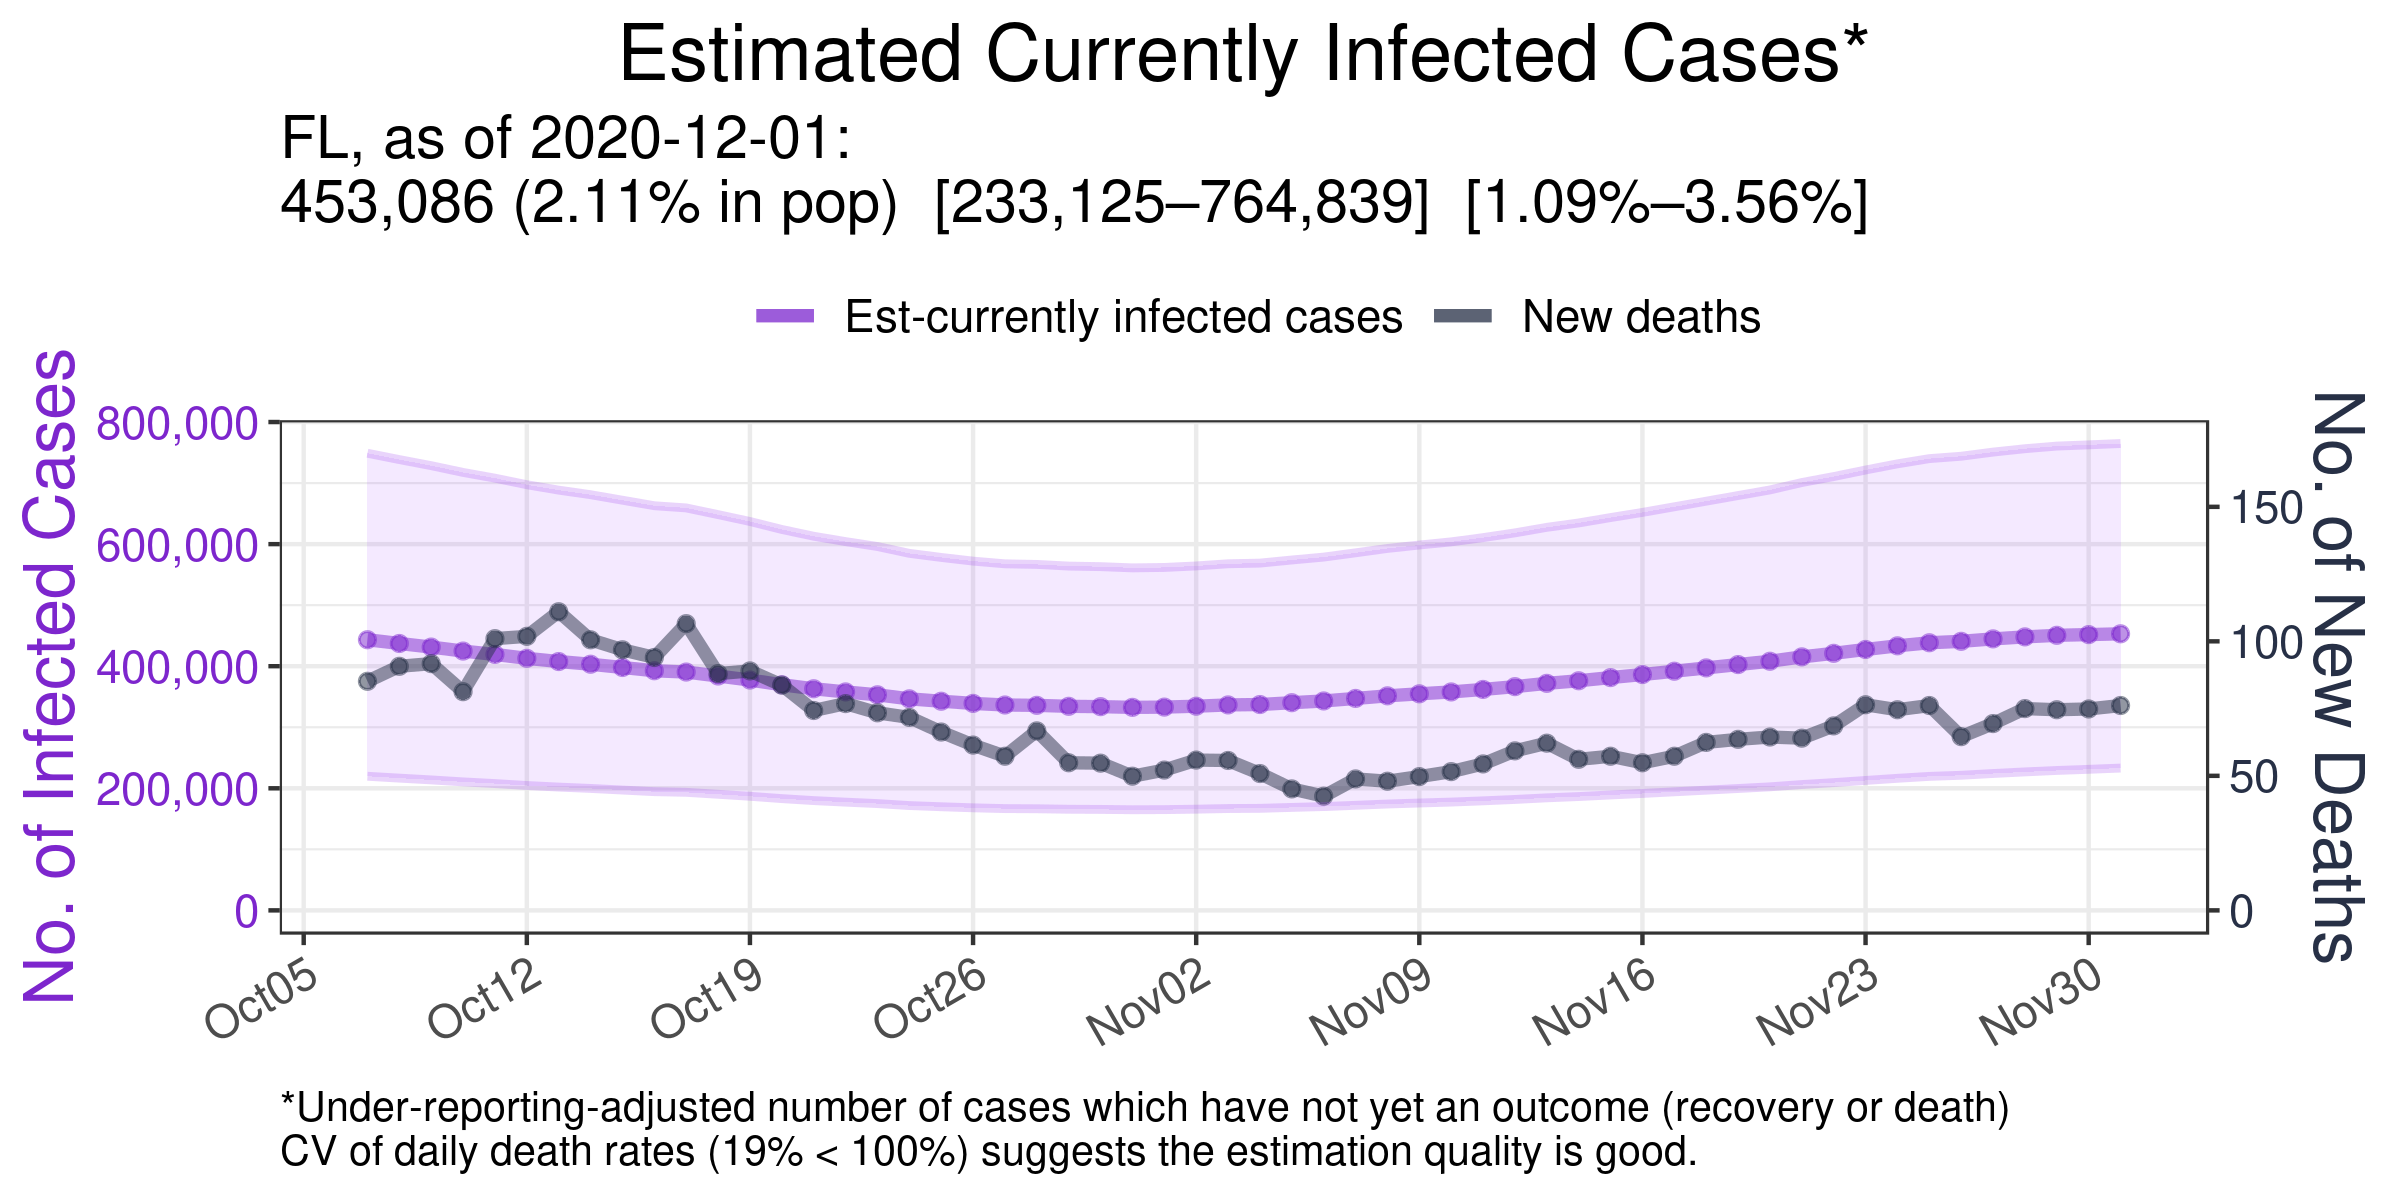 Estimated Currently Infected Cases*
FL, as of 2020-12-01:
453,086 (2.11% in pop) [233,125–764,839] [1.09%–3.56%]
Est-currently infected cases
New deaths
No. of Infected Cases
800,000
600,000
400,000
200,000
0
No. of New Deaths
150
100
50
0
Oct05
Oct12
Oct19
Oct26
Nov02
Nov09
Nov16
Nov23
Nov30
*Under-reporting-adjusted number of cases which have not yet an outcome (recovery or death)
CV of daily death rates (19% < 100%) suggests the estimation quality is good.